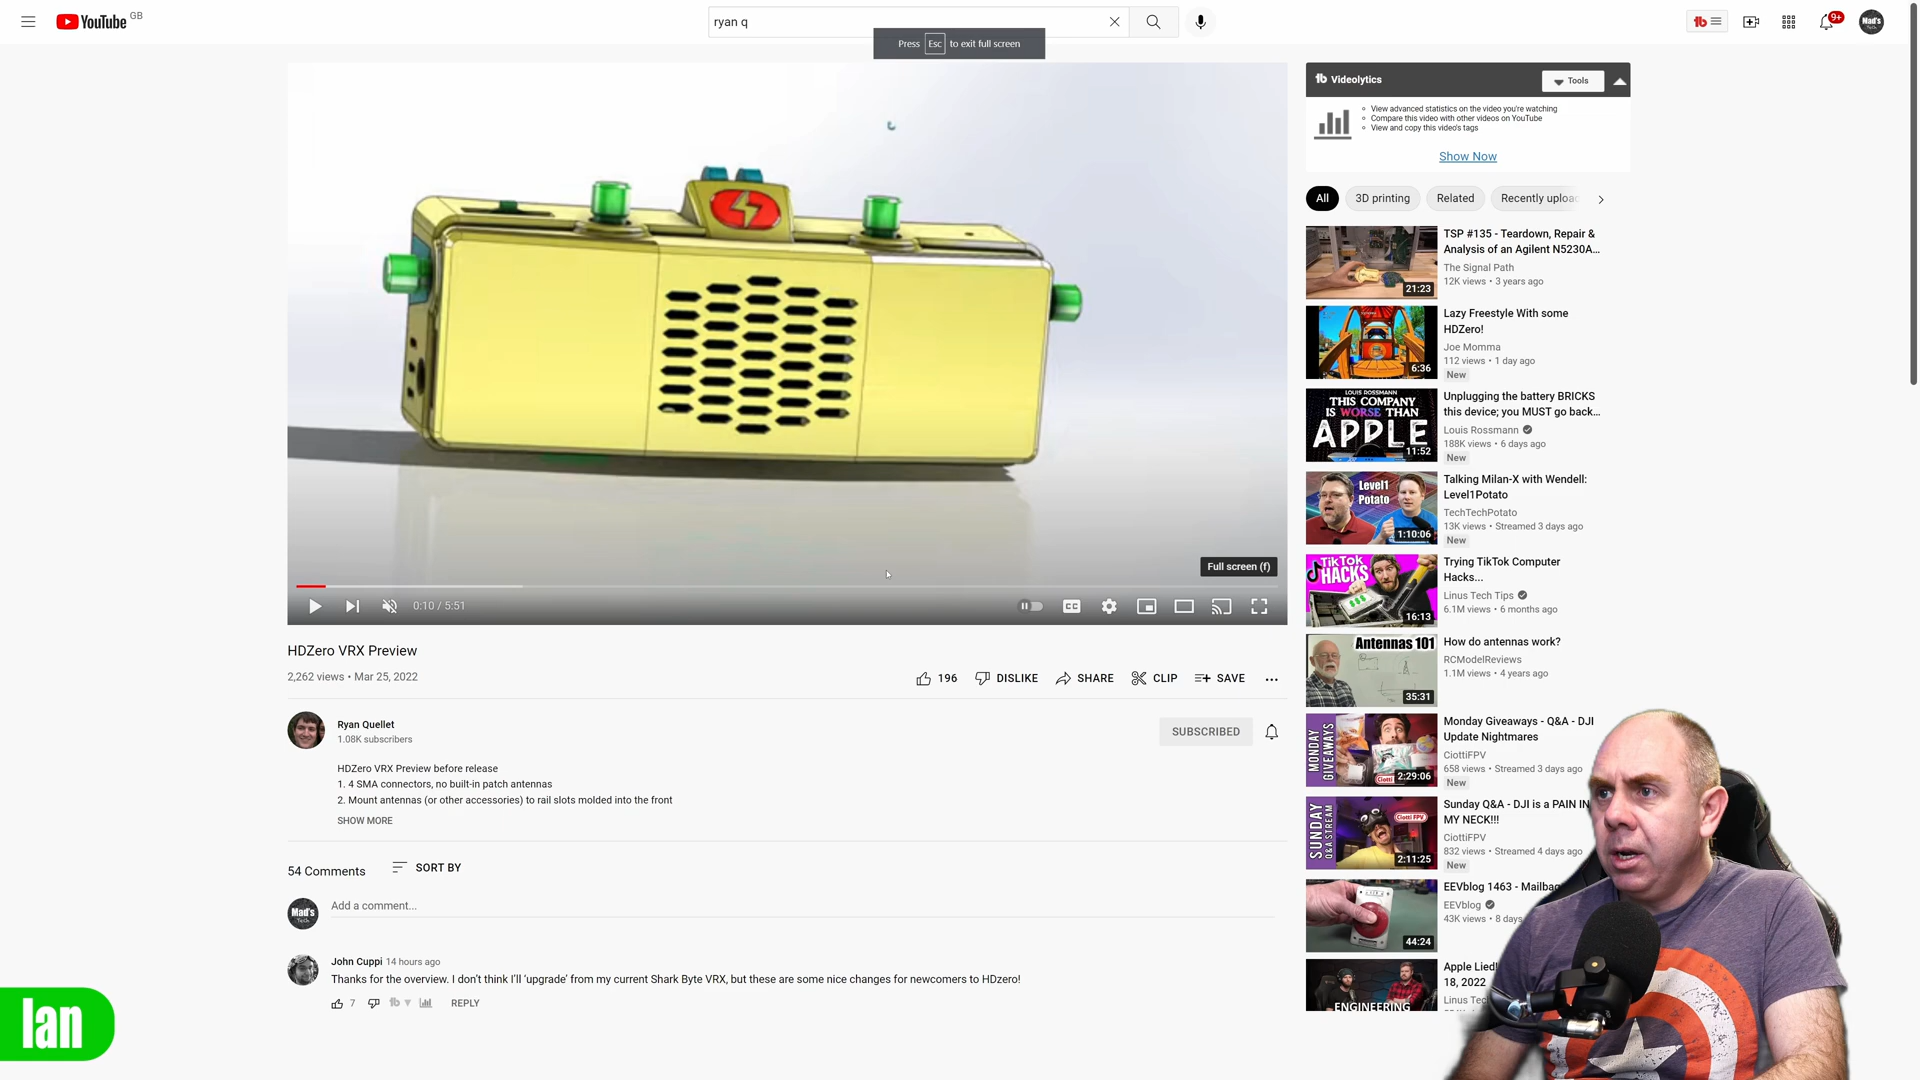 YouTube GB
ryan q
9+
Mad's Tech
Press Esc to exit full screen
Full screen (f)
0:10 / 5:51
CC
HDZero VRX Preview
2,262 views • Mar 25, 2022
196 DISLIKE SHARE CLIP SAVE
Ryan Quellet
1.08K subscribers
SUBSCRIBED
HDZero VRX Preview before release
1. 4 SMA connectors, no built-in patch antennas
2. Mount antennas (or other accessories) to rail slots molded into the front
SHOW MORE
54 Comments SORT BY
Mad's Tech
Add a comment...
John Cuppi 14 hours ago
Thanks for the overview. I don't think I'll 'upgrade' from my current Shark Byte VRX, but these are some nice changes for newcomers to HDZero!
7 REPLY
Ian
Videolytics Tools
View advanced statistics on the video you're watching
Compare this video with other videos on YouTube
View and copy this video's tags
Show Now
All 3D printing Related Recently uploa
21:23
TSP #135 - Teardown, Repair &
Analysis of an Agilent N5230A...
The Signal Path
12K views • 3 years ago
6:36
Lazy Freestyle With some
HDZero!
Joe Momma
112 views • 1 day ago
New
LOUIS ROSSMANN
THIS COMPANY
IS WORSE THAN
APPLE
11:52
Unplugging the battery BRICKS
this device; you MUST go back...
Louis Rossmann
188K views • 6 days ago
New
Level1
Potato
1:10:06
Talking Milan-X with Wendell:
Level1Potato
TechTechPotato
13K views • Streamed 3 days ago
New
TikTok
HACKS
16:13
Trying TikTok Computer
Hacks...
Linus Tech Tips
6.1M views • 6 months ago
Antennas 101
35:31
How do antennas work?
RCModelReviews
1.1M views • 4 years ago
MONDAY
GIVEAWAYS
Ciotti
2:29:06
Monday Giveaways - Q&A - DJI
Update Nightmares
CiottiFPV
658 views • Streamed 3 days ago
New
SUNDAY
Q&A STREAM
Ciotti FPV
2:11:25
Sunday Q&A - DJI is a PAIN IN
MY NECK!!!
CiottiFPV
832 views • Streamed 4 days ago
New
44:24
EEVblog 1463 - Mailbag
EEVblog
43K views • 8 days
ENGINEERING
Apple Lied
18, 2022
Linus Tec